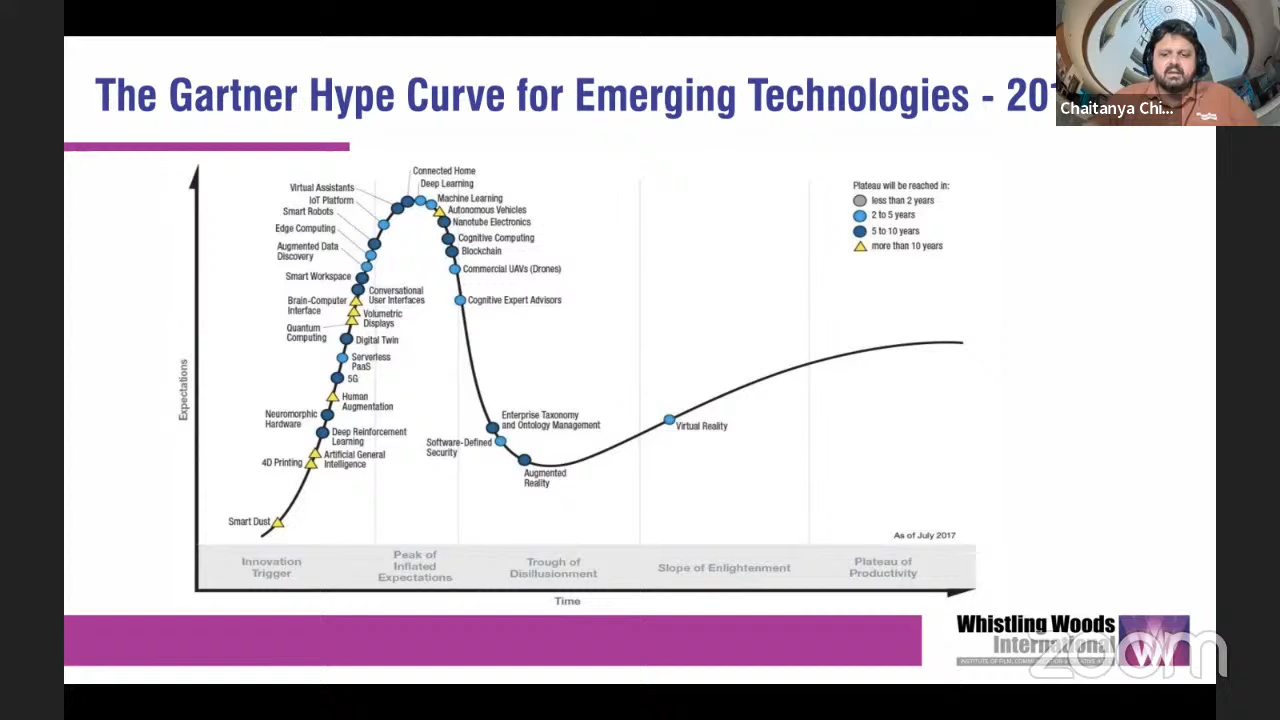 The Gartner Hype Curve for Emerging Technologies - 20
Chaitanya Chi...
Connected Home
Deep Learning
Virtual Assistants
Machine Learning
IoT Platform
Autonomous Vehicles
Smart Robots
Nanotube Electronics
Edge Computing
Cognitive Computing
Augmented Data
Discovery
Blockchain
Commercial UAVs (Drones)
Smart Workspace
Conversational
User Interfaces
Cognitive Expert Advisors
Brain-Computer
Interface
Volumetric
Displays
Quantum
Computing
Digital Twin
Serverless
PaaS
5G
Human
Augmentation
Neuromorphic
Hardware
Deep Reinforcement
Learning
Artificial General
Intelligence
4D Printing
Smart Dust
Enterprise Taxonomy
and Ontology Management
Software-Defined
Security
Augmented
Reality
Virtual Reality
Plateau will be reached in:
less than 2 years
2 to 5 years
5 to 10 years
more than 10 years
As of July 2017
Expectations
Innovation
Trigger
Peak of
Inflated
Expectations
Trough of
Disillusionment
Slope of Enlightenment
Plateau of
Productivity
Time
Whistling Woods
International
zoom